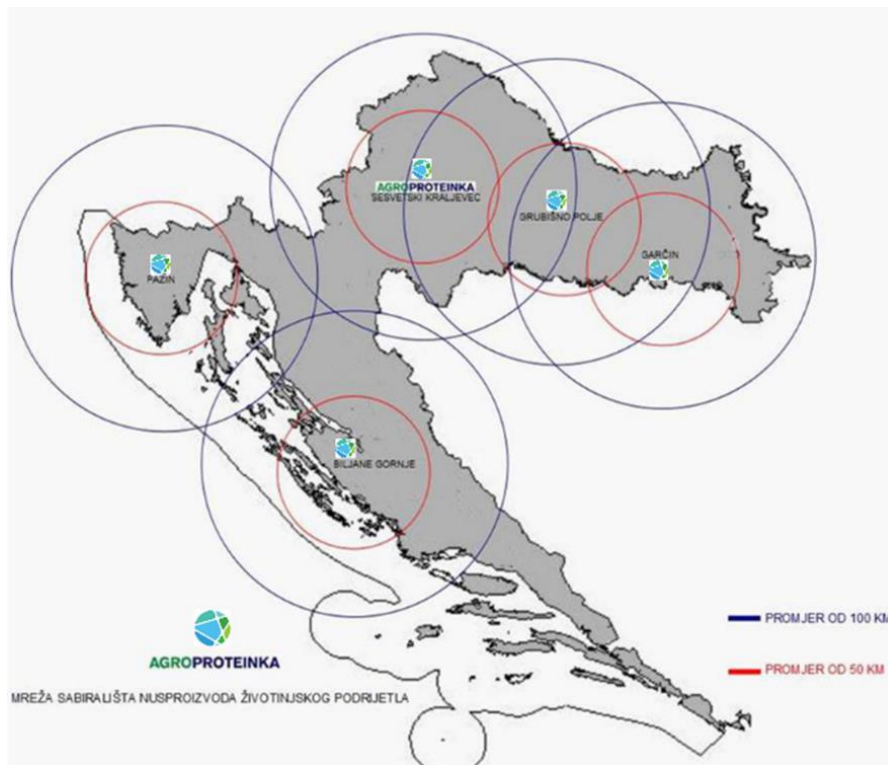 AGROPROTEINKA
SESVETSKI KRALJEVEC
GRUBIŠNO POLJE
GARČIN
PAZIN
BILJANE GORNJE
AGROPROTEINKA
MREŽA SABIRALIŠTA NUSPROIZVODA ŽIVOTINJSKOG PODRIJETLA
PROMJER OD 100 KM
PROMJER OD 50 KM